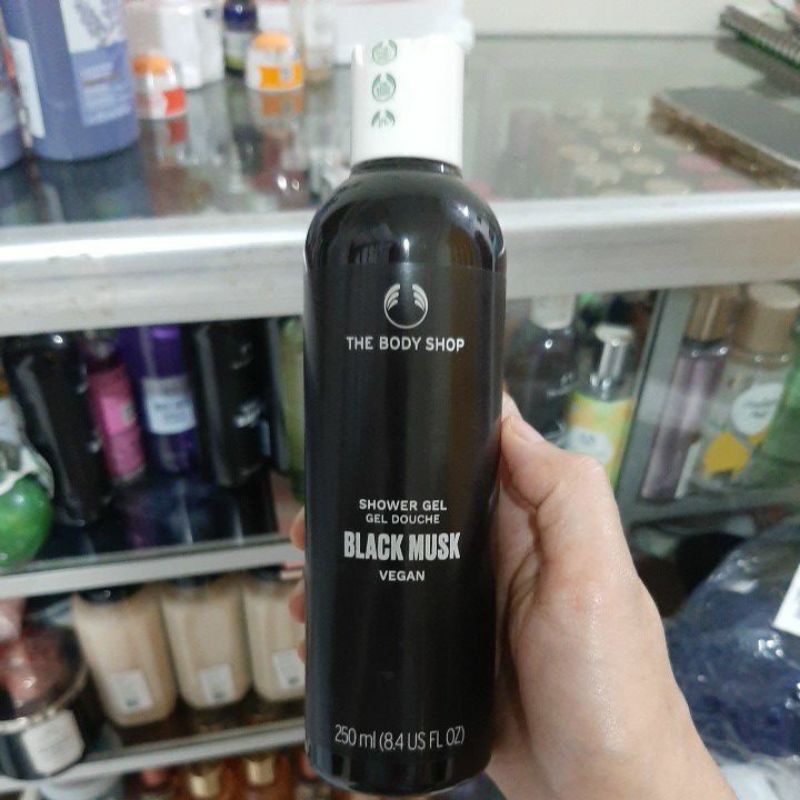 THE BODY SHOP
SHOWER GEL
GEL DOUCHE
BLACK MUSK
VEGAN
250 ml (8.4 US FL OZ)